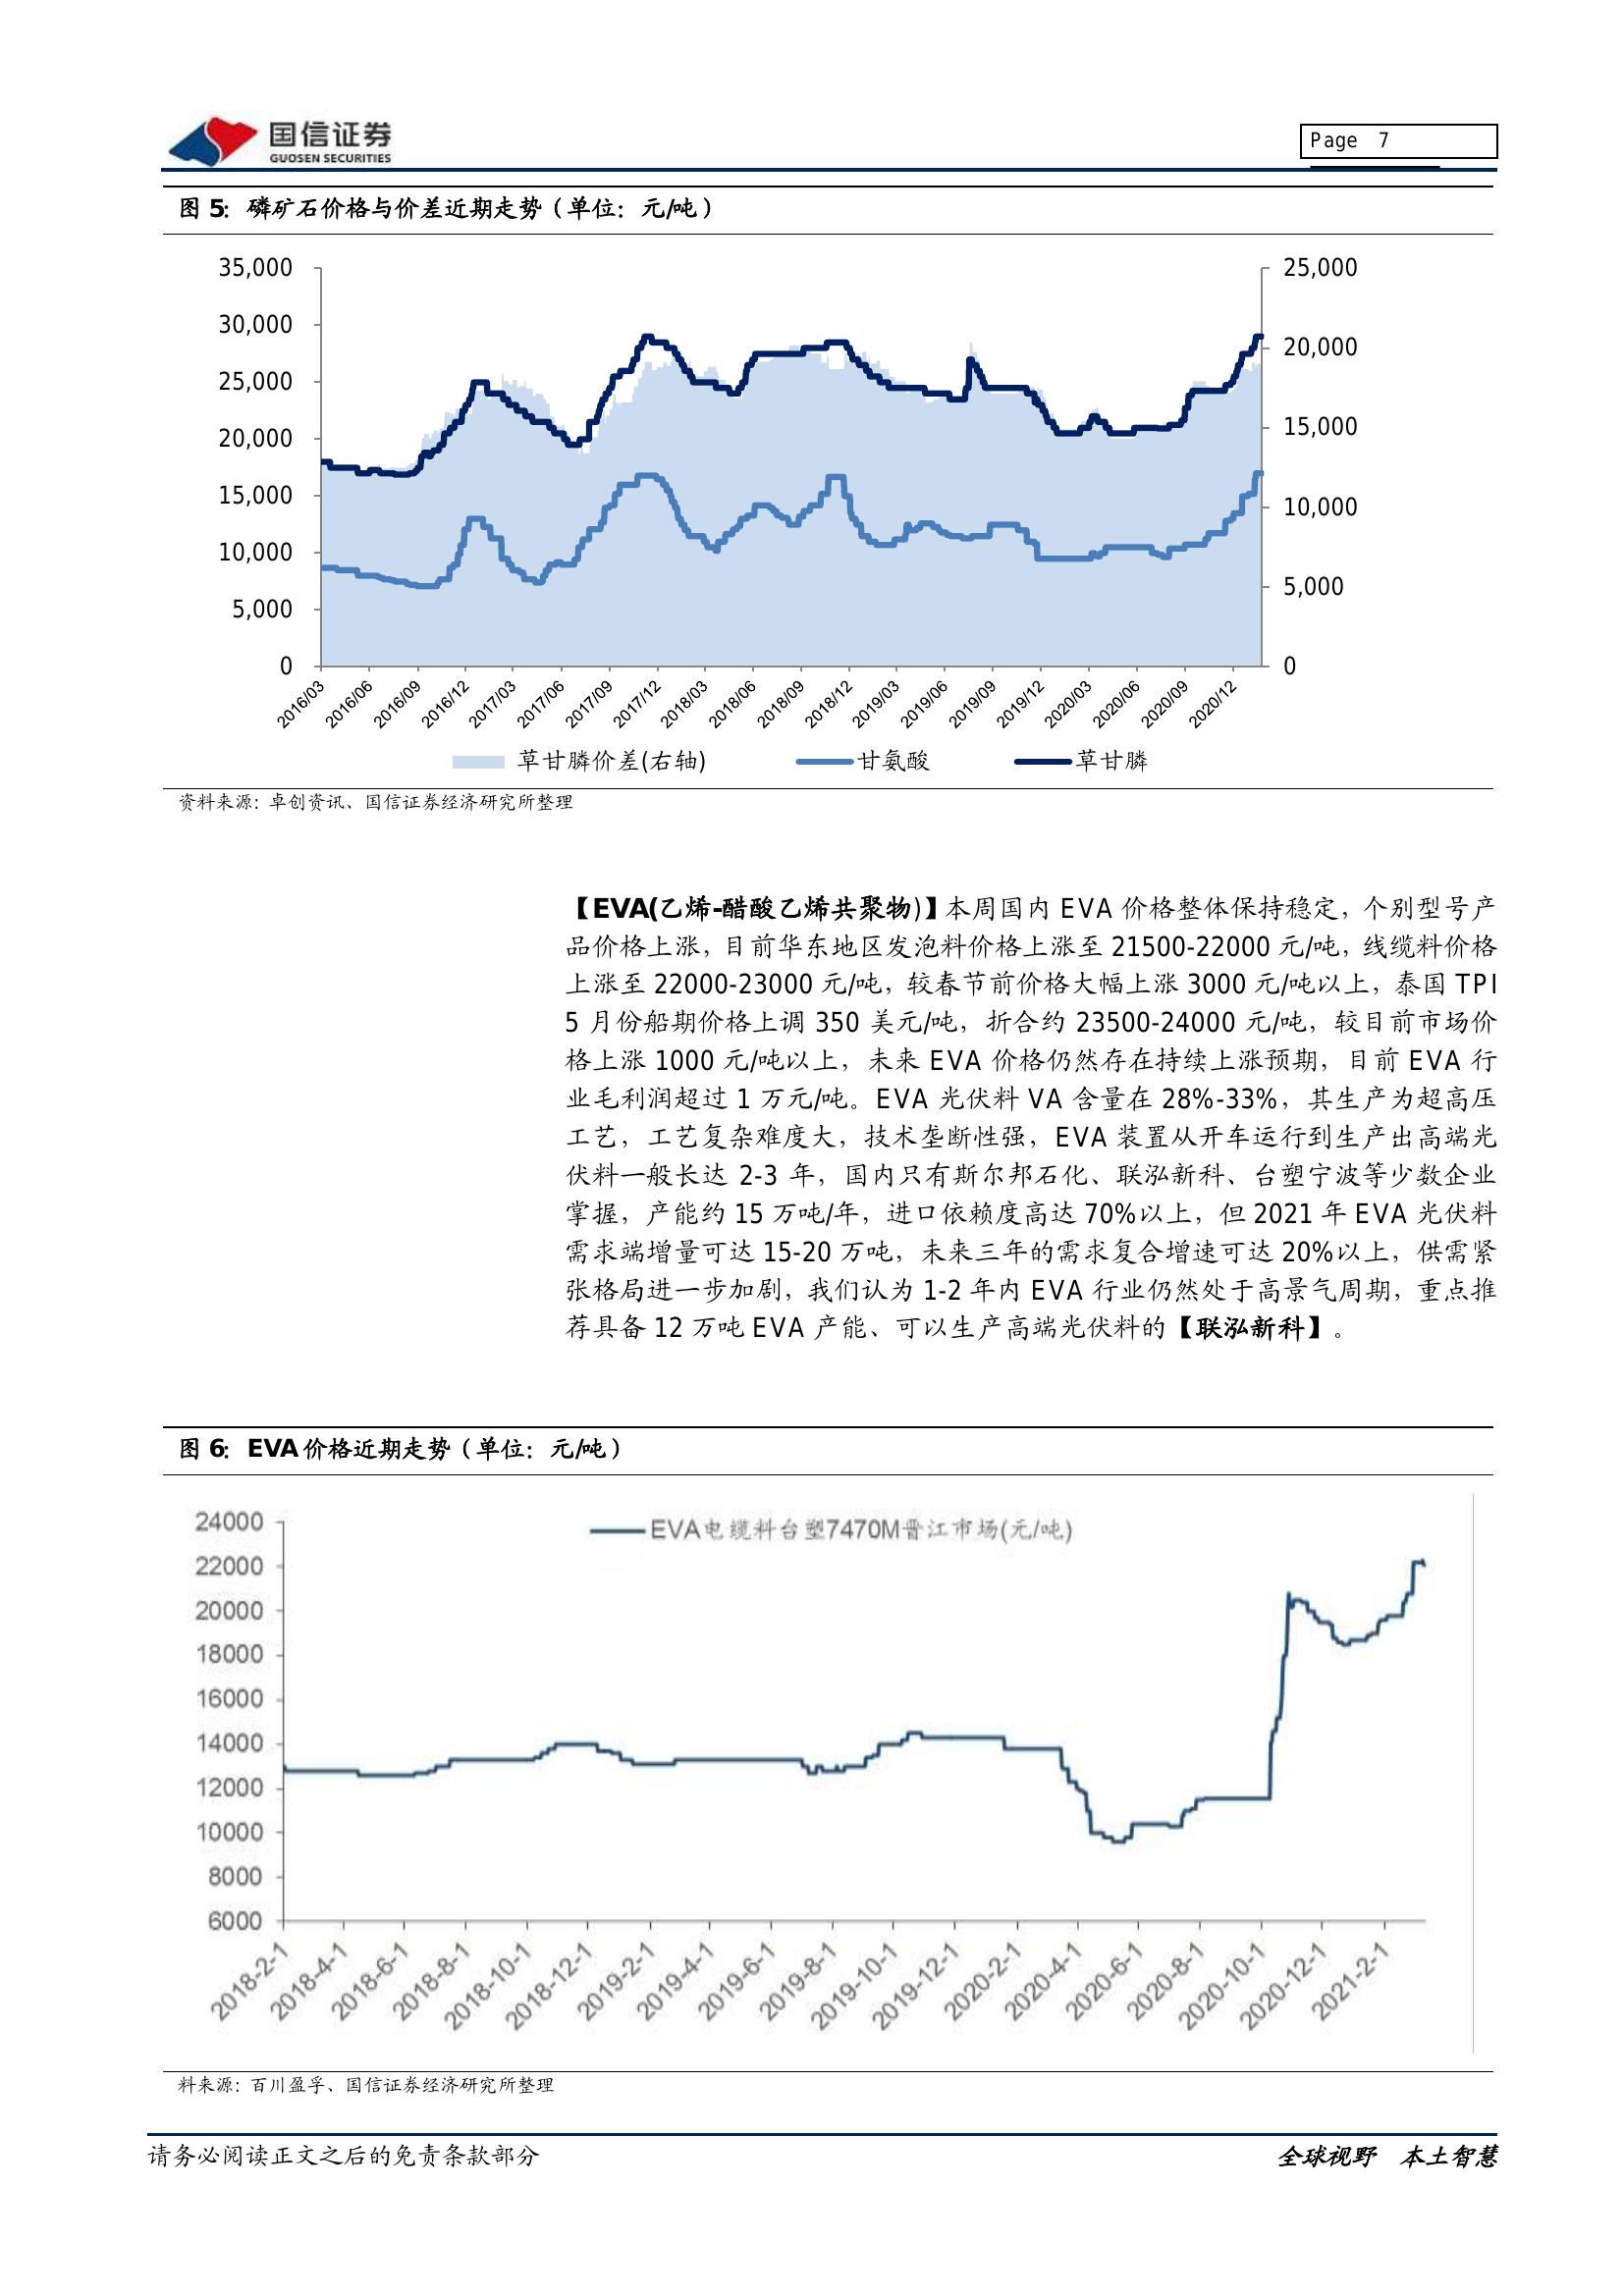 国信证券
GUOSEN SECURITIES
Page 7
图 5：磷矿石价格与价差近期走势（单位：元/吨）
35,000
30,000
25,000
20,000
15,000
10,000
5,000
0
25,000
20,000
15,000
10,000
5,000
0
2016/03
2016/06
2016/09
2016/12
2017/03
2017/06
2017/09
2017/12
2018/03
2018/06
2018/09
2018/12
2019/03
2019/06
2019/09
2019/12
2020/03
2020/06
2020/09
2020/12
草甘膦价差(右轴) 甘氨酸 草甘膦
资料来源：卓创资讯、国信证券经济研究所整理
【EVA(乙烯-醋酸乙烯共聚物)】本周国内 EVA 价格整体保持稳定，个别型号产
品价格上涨，目前华东地区发泡料价格上涨至 21500-22000 元/吨，线缆料价格
上涨至 22000-23000 元/吨，较春节前价格大幅上涨 3000 元/吨以上，泰国 TPI
5 月份船期价格上调 350 美元/吨，折合约 23500-24000 元/吨，较目前市场价
格上涨 1000 元/吨以上，未来 EVA 价格仍然存在持续上涨预期，目前 EVA 行
业毛利润超过 1 万元/吨。EVA 光伏料 VA 含量在 28%-33%，其生产为超高压
工艺，工艺复杂难度大，技术垄断性强，EVA 装置从开车运行到生产出高端光
伏料一般长达 2-3 年，国内只有斯尔邦石化、联泓新科、台塑宁波等少数企业
掌握，产能约 15 万吨/年，进口依赖度高达 70%以上，但 2021 年 EVA 光伏料
需求端增量可达 15-20 万吨，未来三年的需求复合增速可达 20%以上，供需紧
张格局进一步加剧，我们认为 1-2 年内 EVA 行业仍然处于高景气周期，重点推
荐具备 12 万吨 EVA 产能、可以生产高端光伏料的【联泓新科】。
图 6：EVA 价格近期走势（单位：元/吨）
EVA电缆料台塑7470M晋江市场(元/吨)
24000
22000
20000
18000
16000
14000
12000
10000
8000
6000
2018-2-1
2018-4-1
2018-6-1
2018-8-1
2018-10-1
2018-12-1
2019-2-1
2019-4-1
2019-6-1
2019-8-1
2019-10-1
2019-12-1
2020-2-1
2020-4-1
2020-6-1
2020-8-1
2020-10-1
2020-12-1
2021-2-1
料来源：百川盈孚、国信证券经济研究所整理
请务必阅读正文之后的免责条款部分
全球视野 本土智慧